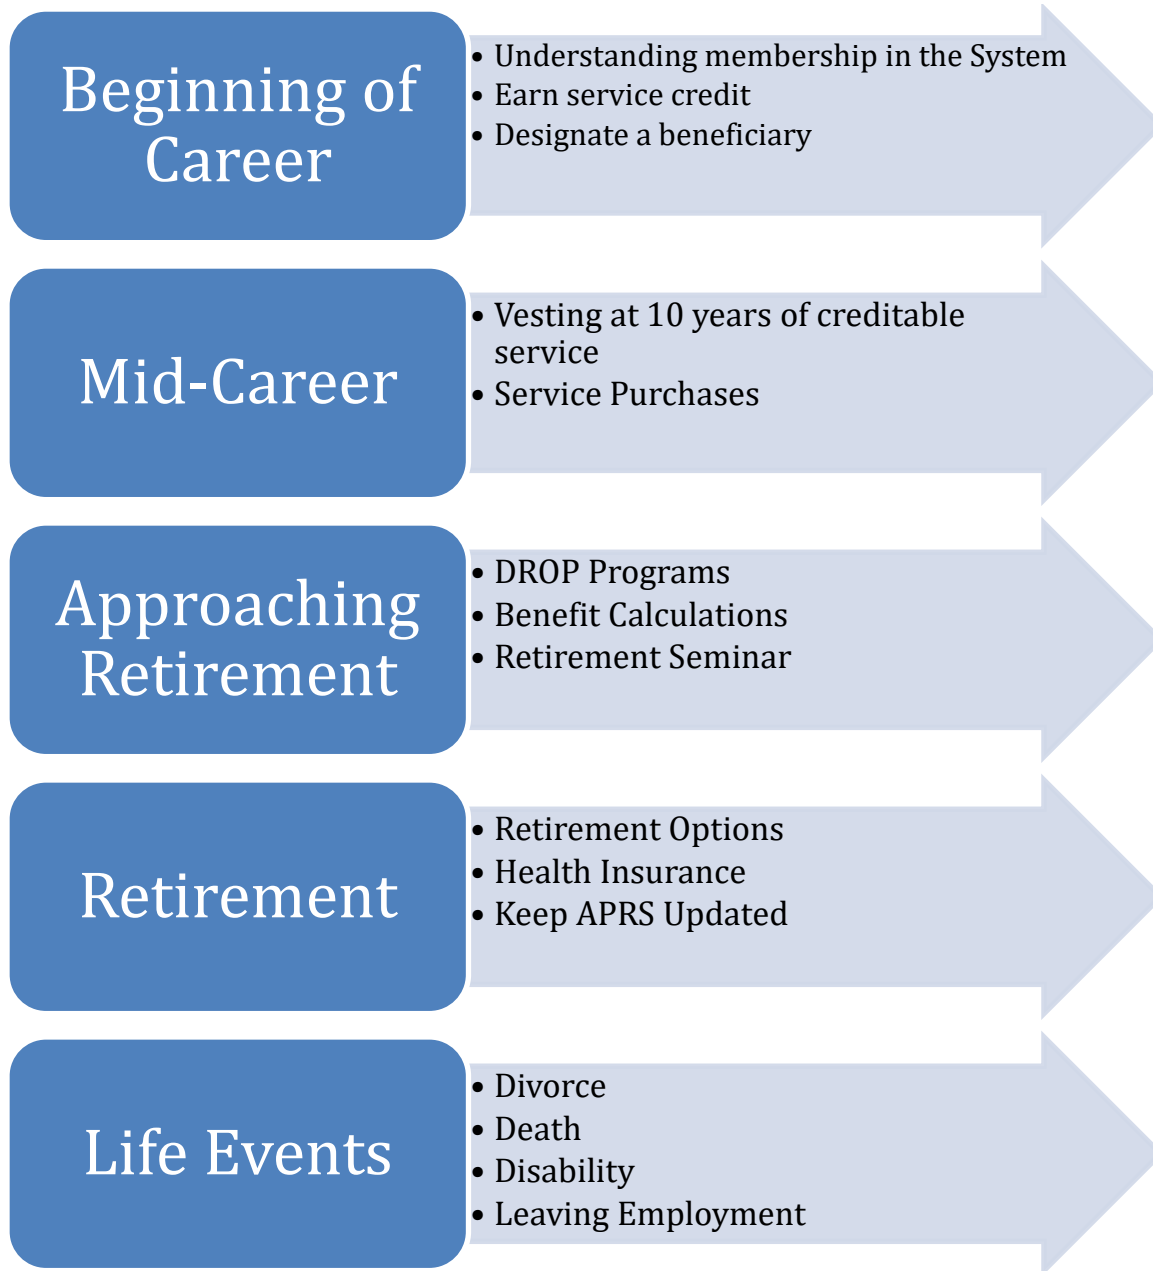 Beginning of
Career
• Understanding membership in the System
• Earn service credit
• Designate a beneficiary
Mid-Career
• Vesting at 10 years of creditable
service
• Service Purchases
Approaching
Retirement
• DROP Programs
• Benefit Calculations
• Retirement Seminar
Retirement
• Retirement Options
• Health Insurance
• Keep APRS Updated
Life Events
• Divorce
• Death
• Disability
• Leaving Employment